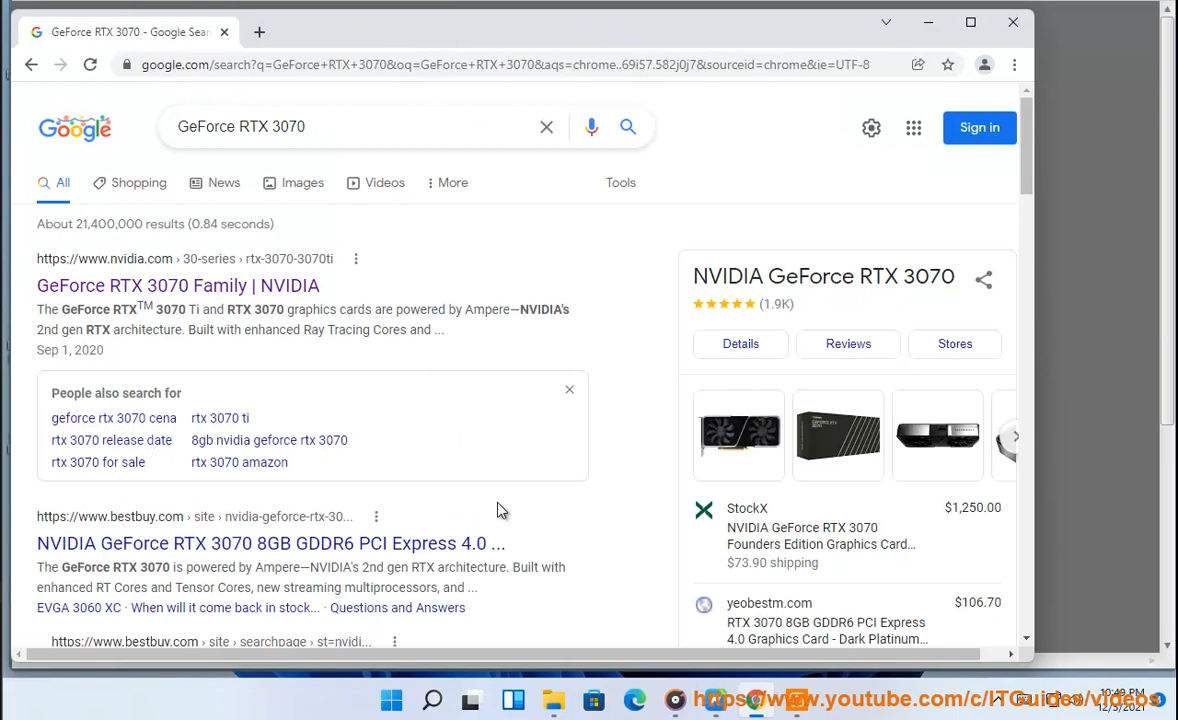 GeForce RTX 3070 - Google Sear
google.com/search?q=GeForce+RTX+3070&oq=GeForce+RTX+3070&aqs=chrome..69i57.582j0j7&sourceid=chrome&ie=UTF-8
Google
GeForce RTX 3070
Sign in
All
Shopping
News
Images
Videos
More
Tools
About 21,400,000 results (0.84 seconds)
https://www.nvidia.com › 30-series › rtx-3070-3070ti
GeForce RTX 3070 Family | NVIDIA
The GeForce RTX™ 3070 Ti and RTX 3070 graphics cards are powered by Ampere—NVIDIA's
2nd gen RTX architecture. Built with enhanced Ray Tracing Cores and ...
Sep 1, 2020
People also search for
geforce rtx 3070 cena rtx 3070 ti
rtx 3070 release date 8gb nvidia geforce rtx 3070
rtx 3070 for sale rtx 3070 amazon
https://www.bestbuy.com › site › nvidia-geforce-rtx-30...
NVIDIA GeForce RTX 3070 8GB GDDR6 PCI Express 4.0 ...
The GeForce RTX 3070 is powered by Ampere—NVIDIA's 2nd gen RTX architecture. Built with
enhanced RT Cores and Tensor Cores, new streaming multiprocessors, and ...
EVGA 3060 XC · When will it come back in stock... · Questions and Answers
https://www.bestbuy.com › site › searchpage › st=nvidi...
NVIDIA GeForce RTX 3070
(1.9K)
Details
Reviews
Stores
StockX $1,250.00
NVIDIA GeForce RTX 3070
Founders Edition Graphics Card...
$73.90 shipping
yeobestm.com $106.70
RTX 3070 8GB GDDR6 PCI Express
4.0 Graphics Card - Dark Platinum...
https://www.youtube.com/c/ITGuides/videos
10:49 PM
12/3/2021